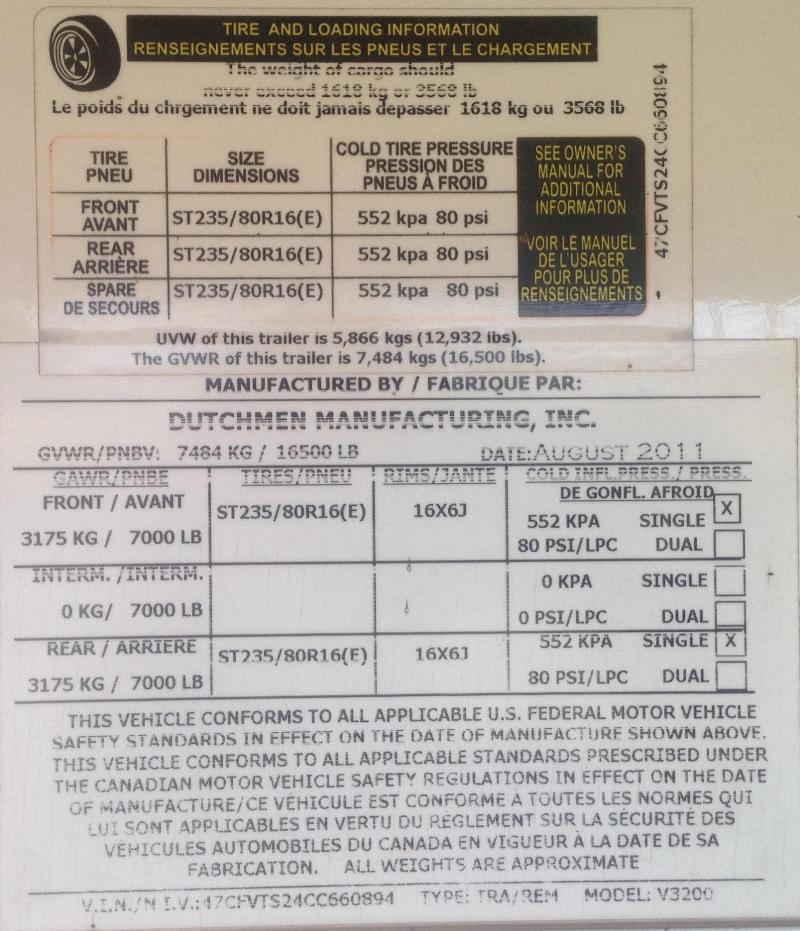 TIRE AND LOADING INFORMATION
RENSEIGNEMENTS SUR LES PNEUS ET LE CHARGEMENT
The weight of cargo should
never exceed 1618 kg or 3568 lb
Le poids du chrgement ne doit jamais depasser 1618 kg ou 3568 lb
TIRE PNEU SIZE DIMENSIONS COLD TIRE PRESSURE PRESSION DES PNEUS À FROID
FRONT AVANT ST235/80R16(E) 552 kpa 80 psi
REAR ARRIÈRE ST235/80R16(E) 552 kpa 80 psi
SPARE DE SECOURS ST235/80R16(E) 552 kpa 80 psi
SEE OWNER'S
MANUAL FOR
ADDITIONAL
INFORMATION
VOIR LE MANUEL
DE L'USAGER
POUR PLUS DE
RENSEIGNEMENTS
47CFVTS24CC660894
UVW of this trailer is 5,866 kgs (12,932 lbs).
The GVWR of this trailer is 7,484 kgs (16,500 lbs).
MANUFACTURED BY / FABRIQUE PAR:
DUTCHMEN MANUFACTURING, INC.
GVWR/PNBV: 7484 KG / 16500 LB DATE:AUGUST 2011
GAWR/PNBE TIRES/PNEU RIMS/JANTE COLD INFL.PRESS./ PRESS.
DE GONFL. AFROID
FRONT / AVANT ST235/80R16(E) 16X6J 552 KPA SINGLE X
3175 KG / 7000 LB 80 PSI/LPC DUAL
INTERM. /INTERM. 0 KPA SINGLE
0 KG/ 7000 LB 0 PSI/LPC DUAL
REAR / ARRIERE ST235/80R16(E) 16X6J 552 KPA SINGLE X
3175 KG / 7000 LB 80 PSI/LPC DUAL
THIS VEHICLE CONFORMS TO ALL APPLICABLE U.S. FEDERAL MOTOR VEHICLE
SAFETY STANDARDS IN EFFECT ON THE DATE OF MANUFACTURE SHOWN ABOVE.
THIS VEHICLE CONFORMS TO ALL APPLICABLE STANDARDS PRESCRIBED UNDER
THE CANADIAN MOTOR VEHICLE SAFETY REGULATIONS IN EFFECT ON THE DATE
OF MANUFACTURE/CE VÉHICULE EST CONFORME À TOUTES LES NORMES QUI
LUI SONT APPLICABLES EN VERTU DU RÈGLEMENT SUR LA SÉCURITÉ DES
VÉHICULES AUTOMOBILES DU CANADA EN VIGUEUR À LA DATE DE SA
FABRICATION. ALL WEIGHTS ARE APPROXIMATE
V.I.N./N I.V.:47CFVTS24CC660894 TYPE: TRA/REM MODEL: V3200